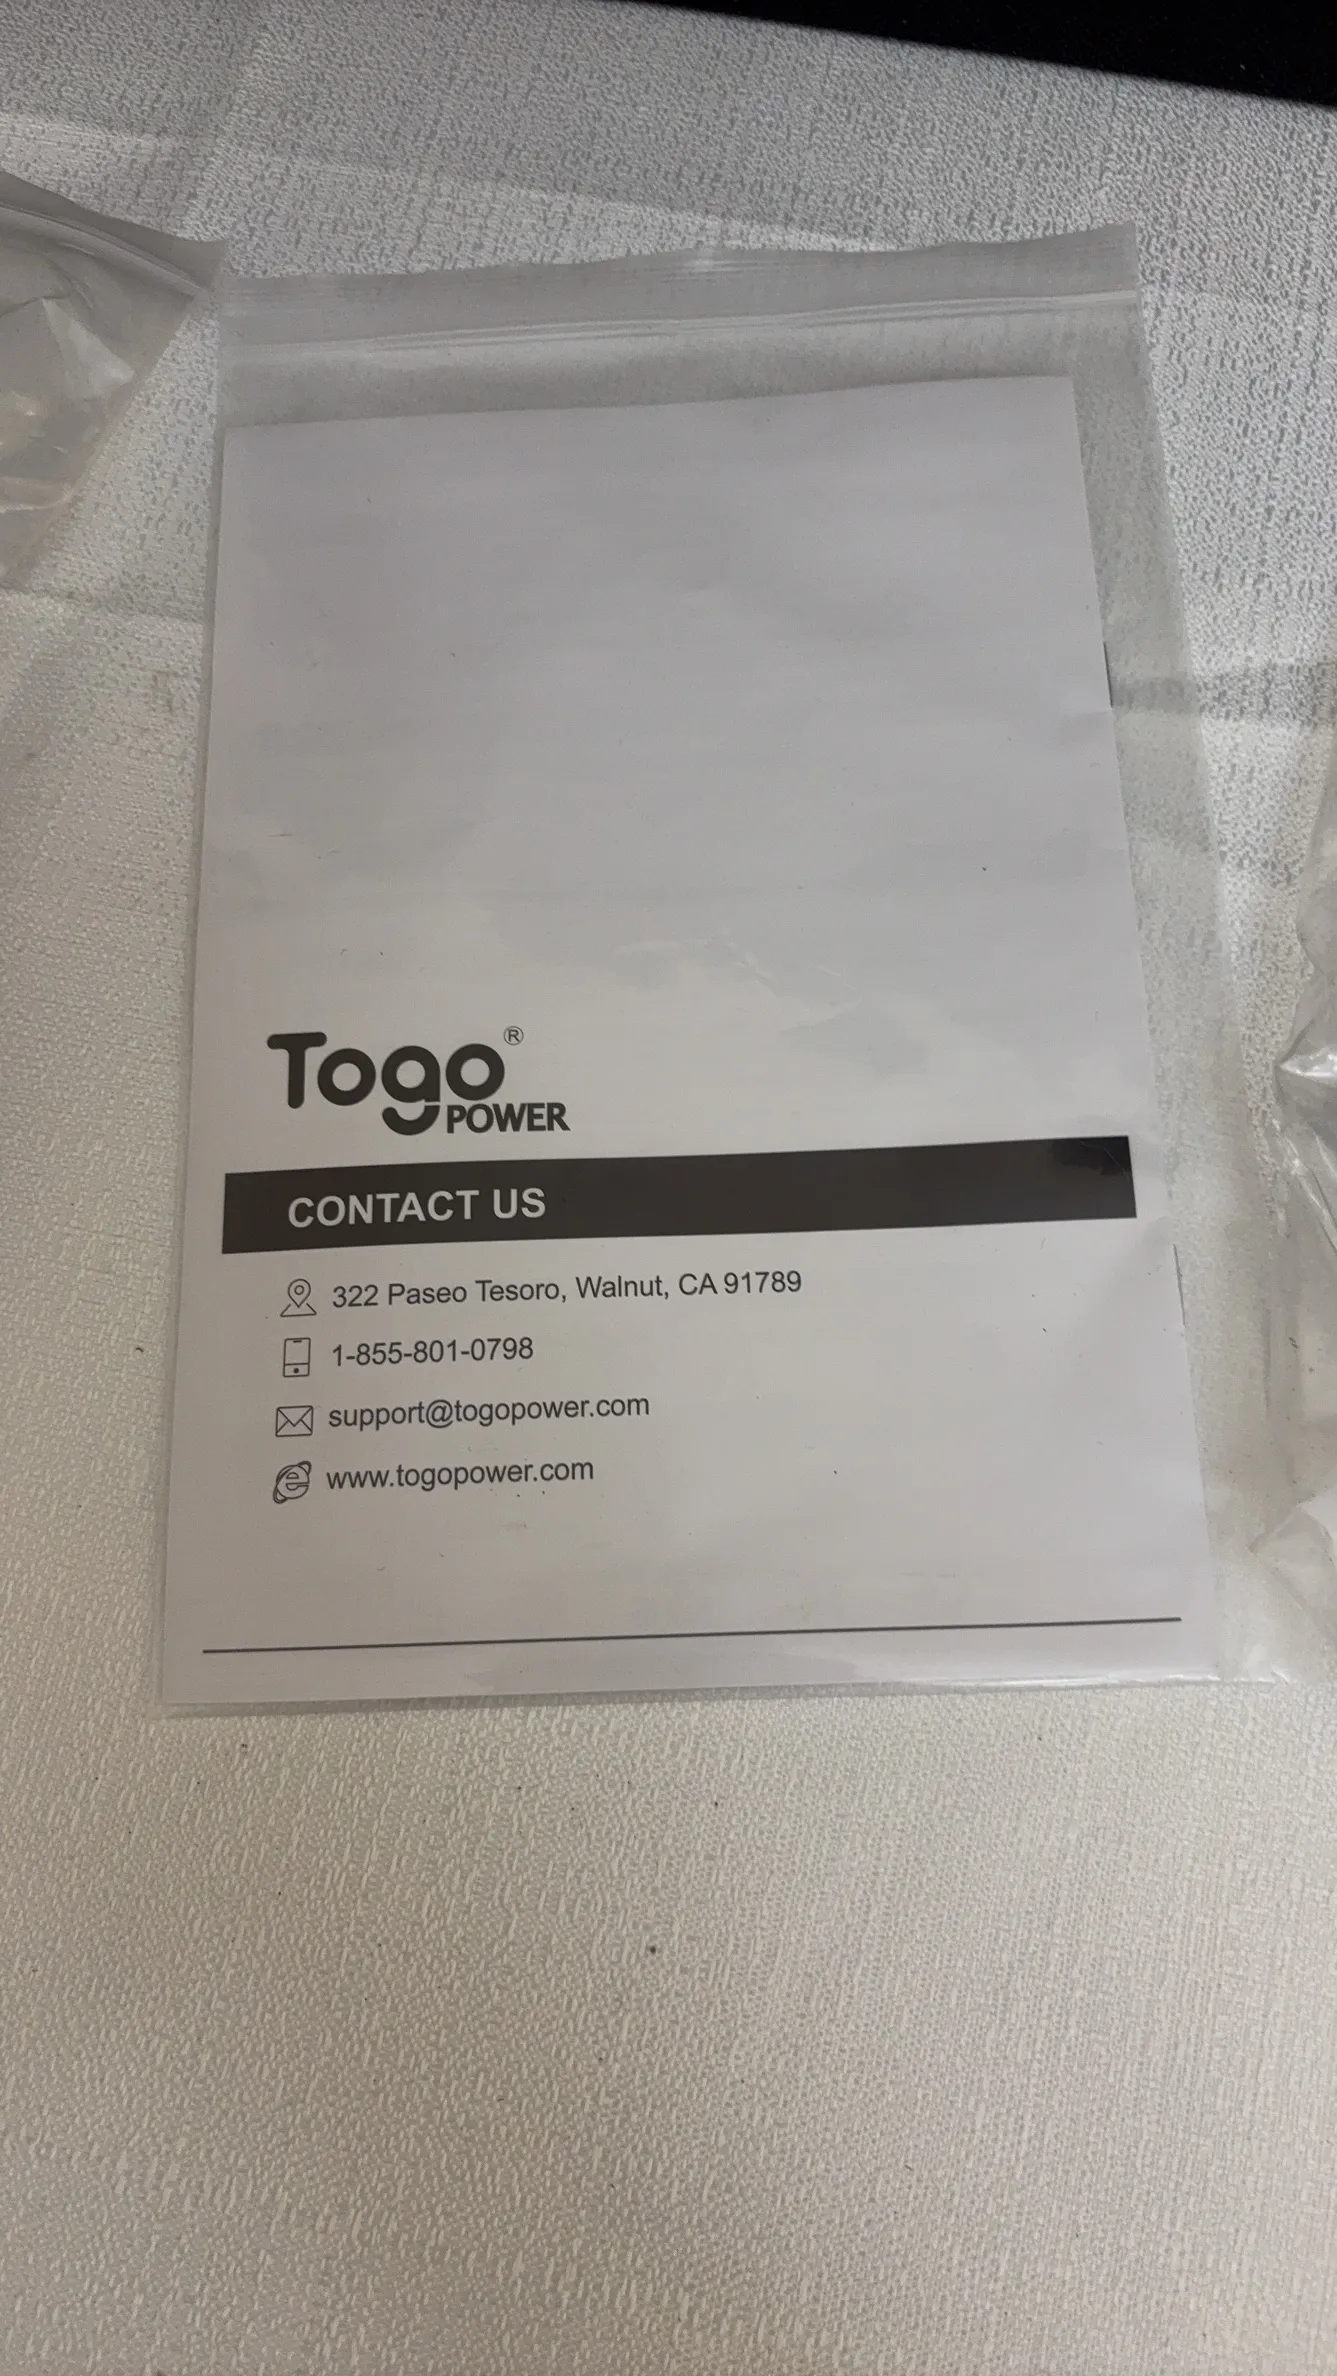 Togo®
POWER
CONTACT US
322 Paseo Tesoro, Walnut, CA 91789
1-855-801-0798
support@togopower.com
www.togopower.com